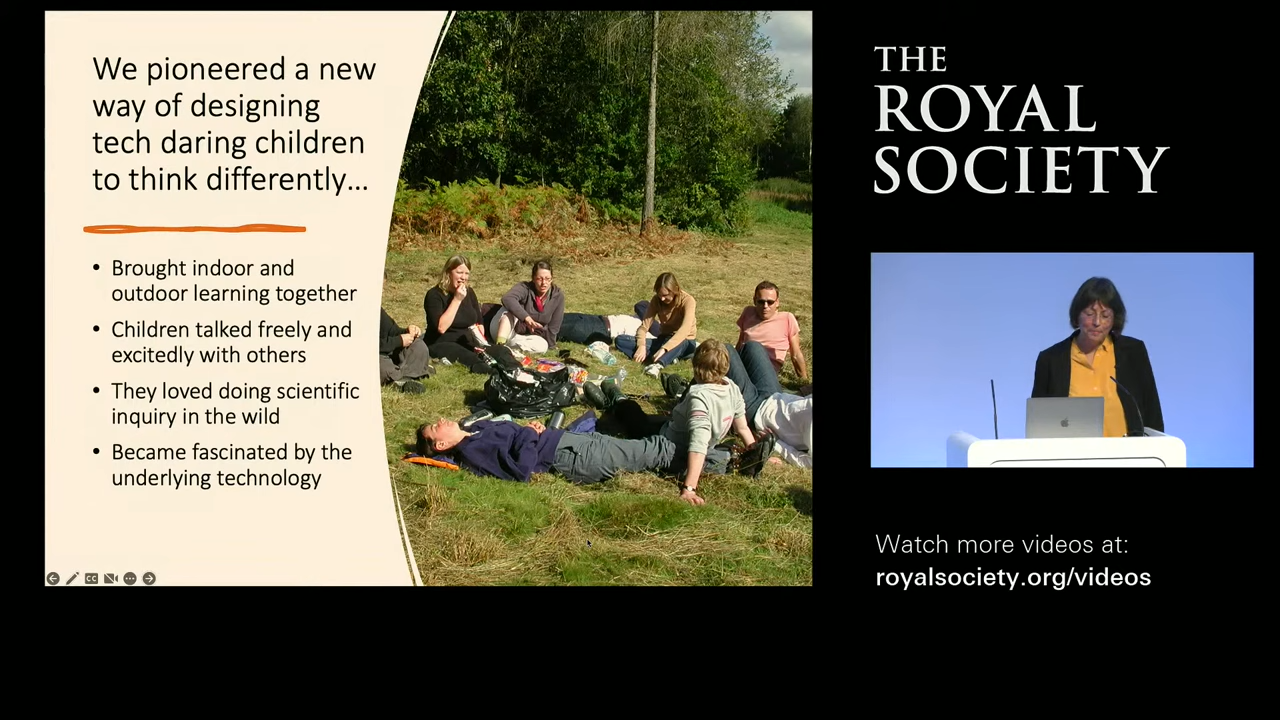 We pioneered a new
way of designing
tech daring children
to think differently...
• Brought indoor and
outdoor learning together
• Children talked freely and
excitedly with others
• They loved doing scientific
inquiry in the wild
• Became fascinated by the
underlying technology
CC
THE
ROYAL
SOCIETY
Watch more videos at:
royalsociety.org/videos